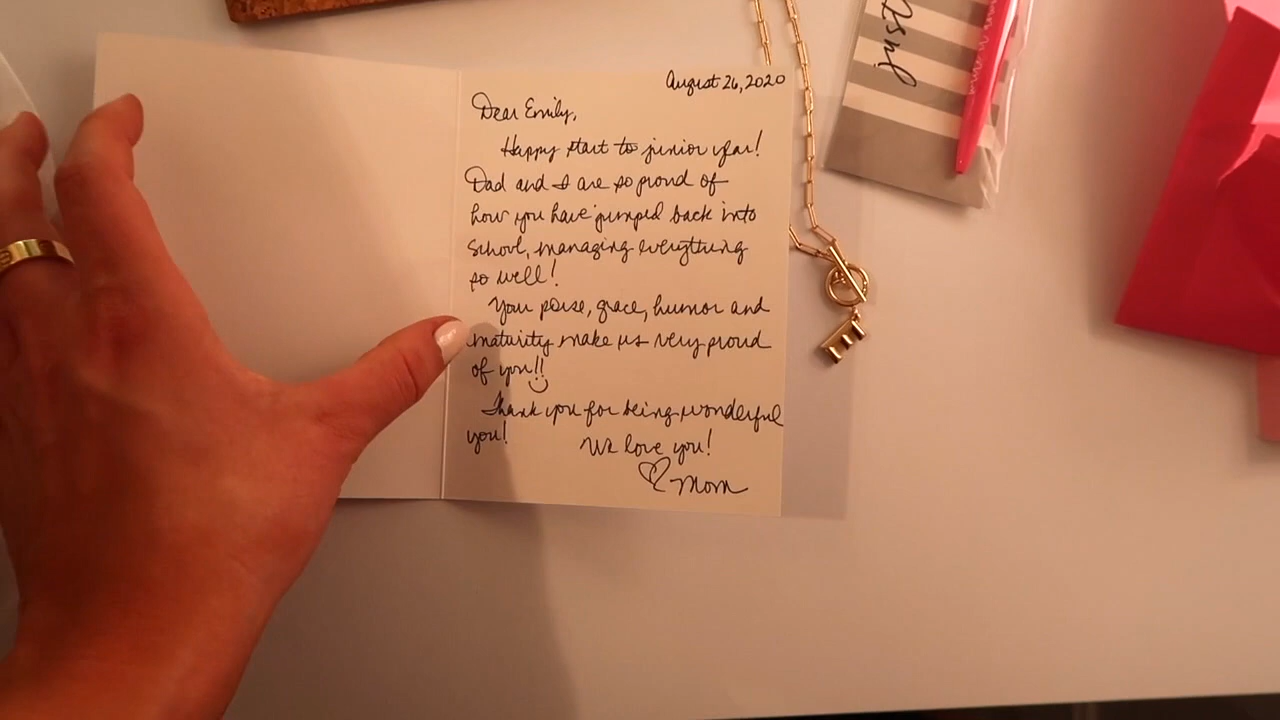 August 26, 2020
Dear Emily,
Happy start to junior year!
Dad and I are so proud of
how you have jumped back into
school, managing everything
so well!
Your poise, grace, humor and
maturity make us very proud
of you!!
Thank you for being wonderful
you!
We love you!
Mom